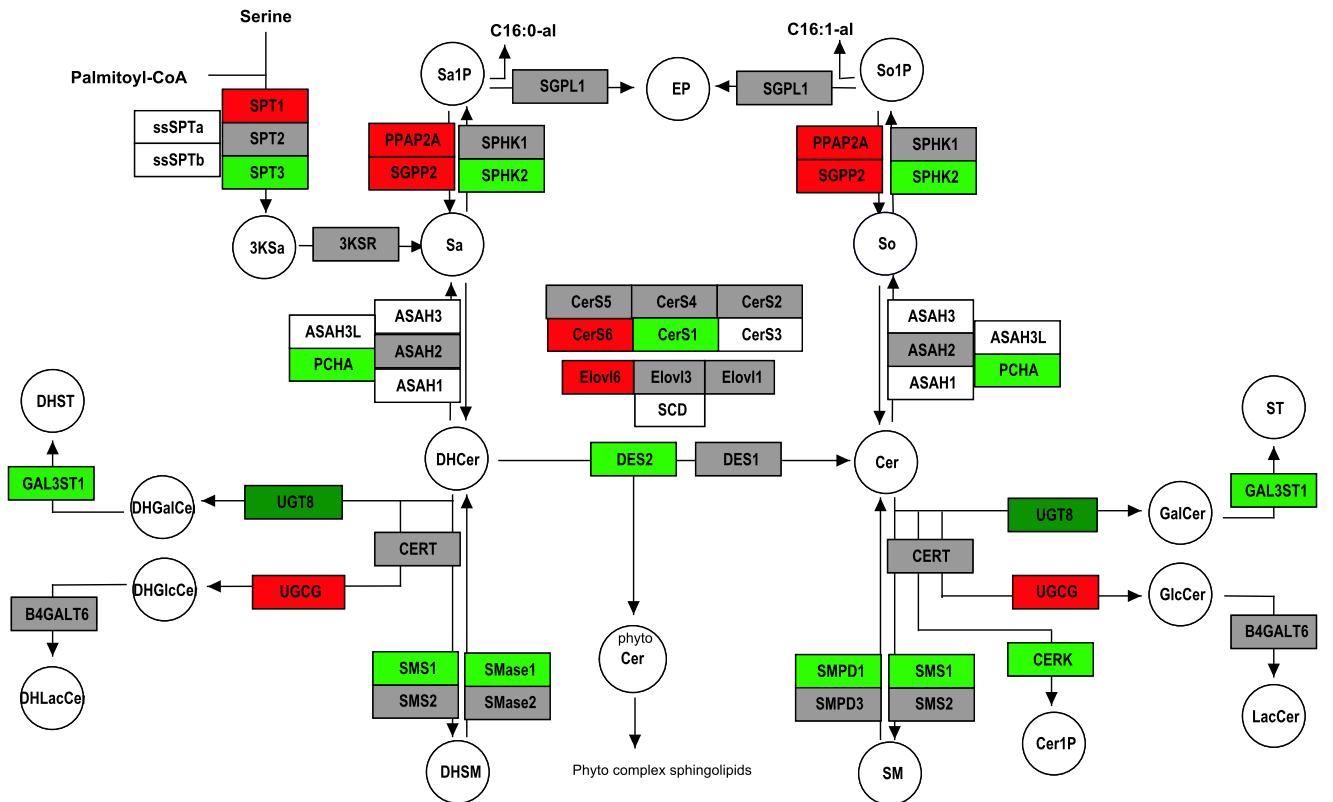 Serine
C16:0-al
C16:1-al
Palmitoyl-CoA
Sa1P
So1P
SGPL1
EP
SGPL1
SPT1
ssSPTa
SPT2
ssSPTb
SPT3
PPAP2A
SPHK1
SGPP2
SPHK2
PPAP2A
SPHK1
SGPP2
SPHK2
3KSa
3KSR
Sa
So
CerS5
CerS4
CerS2
CerS6
CerS1
CerS3
Elovl6
Elovl3
Elovl1
SCD
ASAH3
ASAH3L
ASAH2
PCHA
ASAH1
ASAH3
ASAH3L
ASAH2
PCHA
ASAH1
DHST
ST
DHCer
DES2
DES1
Cer
GAL3ST1
GAL3ST1
DHGalCe
UGT8
UGT8
GalCer
CERT
CERT
DHGlcCe
UGCG
UGCG
GlcCer
B4GALT6
B4GALT6
phyto
Cer
SMS1
SMase1
SMS2
SMase2
SMPD1
SMS1
SMPD3
SMS2
CERK
DHLacCe
LacCer
Cer1P
DHSM
Phyto complex sphingolipids
SM